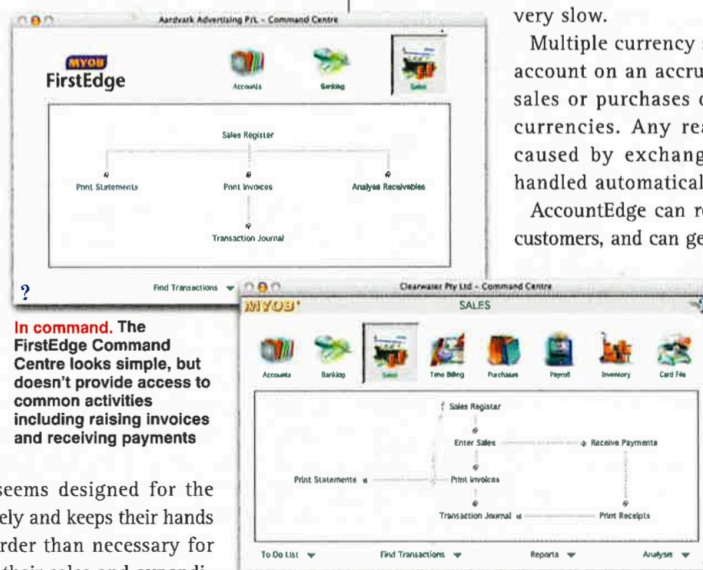 Aardvark Advertising P/L - Command Centre
MYOB
FirstEdge
Accounts
Banking
Sales
Sales Register
Print Statements
Print Invoices
Analyse Receivables
Transaction Journal
?
Find Transactions
In command. The
FirstEdge Command
Centre looks simple, but
doesn't provide access to
common activities
including raising invoices
and receiving payments
seems designed for the
ely and keeps their hands
rder than necessary for
their sales and
very slow.
Multiple currency
account on an
sales or purchases
currencies. Any
caused by
handled
AccountEdge can
customers, and can
Clearwater Pty Ltd - Command Centre
MYOB
SALES
Accounts
Banking
Sales
Time Billing
Purchases
Payroll
Inventory
Card File
Sales Register
Enter Sales
Receive Payments
Print Statements
Print Invoices
Transaction Journal
Print Receipts
To Do List
Find Transactions
Reports
Analysis